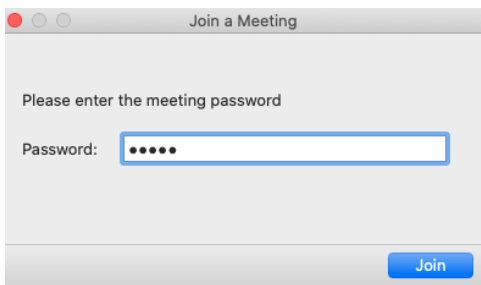 Join a Meeting
Please enter the meeting password
Password: •••••
Join